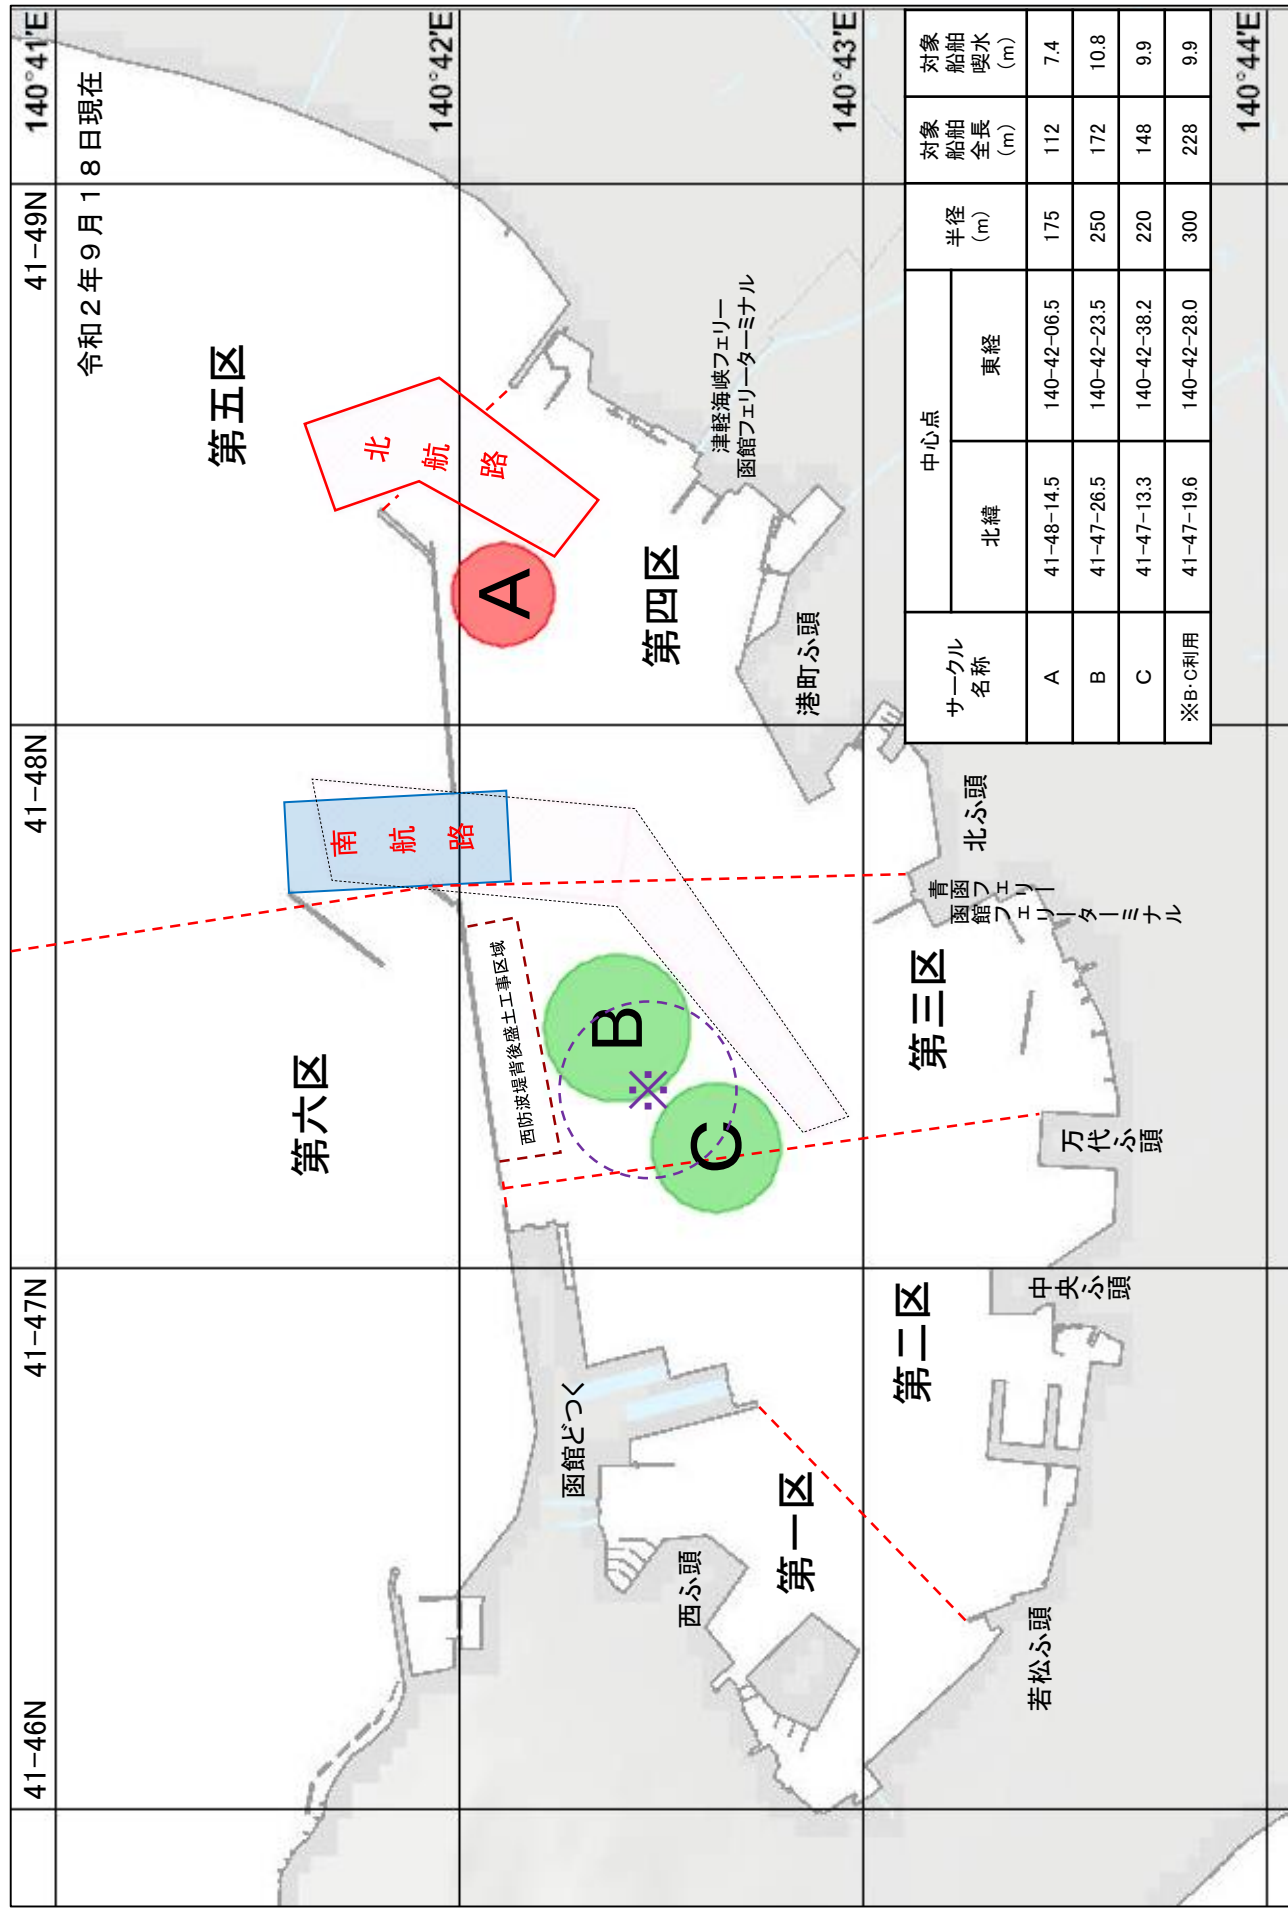 令和2年9月18日現在
41-46N
41-47N
41-48N
41-49N
140°41'E
140°42'E
140°43'E
140°44'E
第六区
第五区
南
航
路
北
航
路
西防波堤背後盛土工事区域
A
B
※
C
函館どつく
第四区
西ふ頭
第一区
津軽海峡フェリー
函館フェリーターミナル
港町ふ頭
第二区
第三区
青函フェリー
函館フェリーターミナル
北ふ頭
若松ふ頭
中央ふ頭
万代ふ頭
サークル
名称
中心点
半径
(m)
対象
船舶
全長
(m)
対象
船舶
喫水
(m)
北緯 東経
A 41-48-14.5 140-42-06.5 175 112 7.4
B 41-47-26.5 140-42-23.5 250 172 10.8
C 41-47-13.3 140-42-38.2 220 148 9.9
※B・C利用 41-47-19.6 140-42-28.0 300 228 9.9